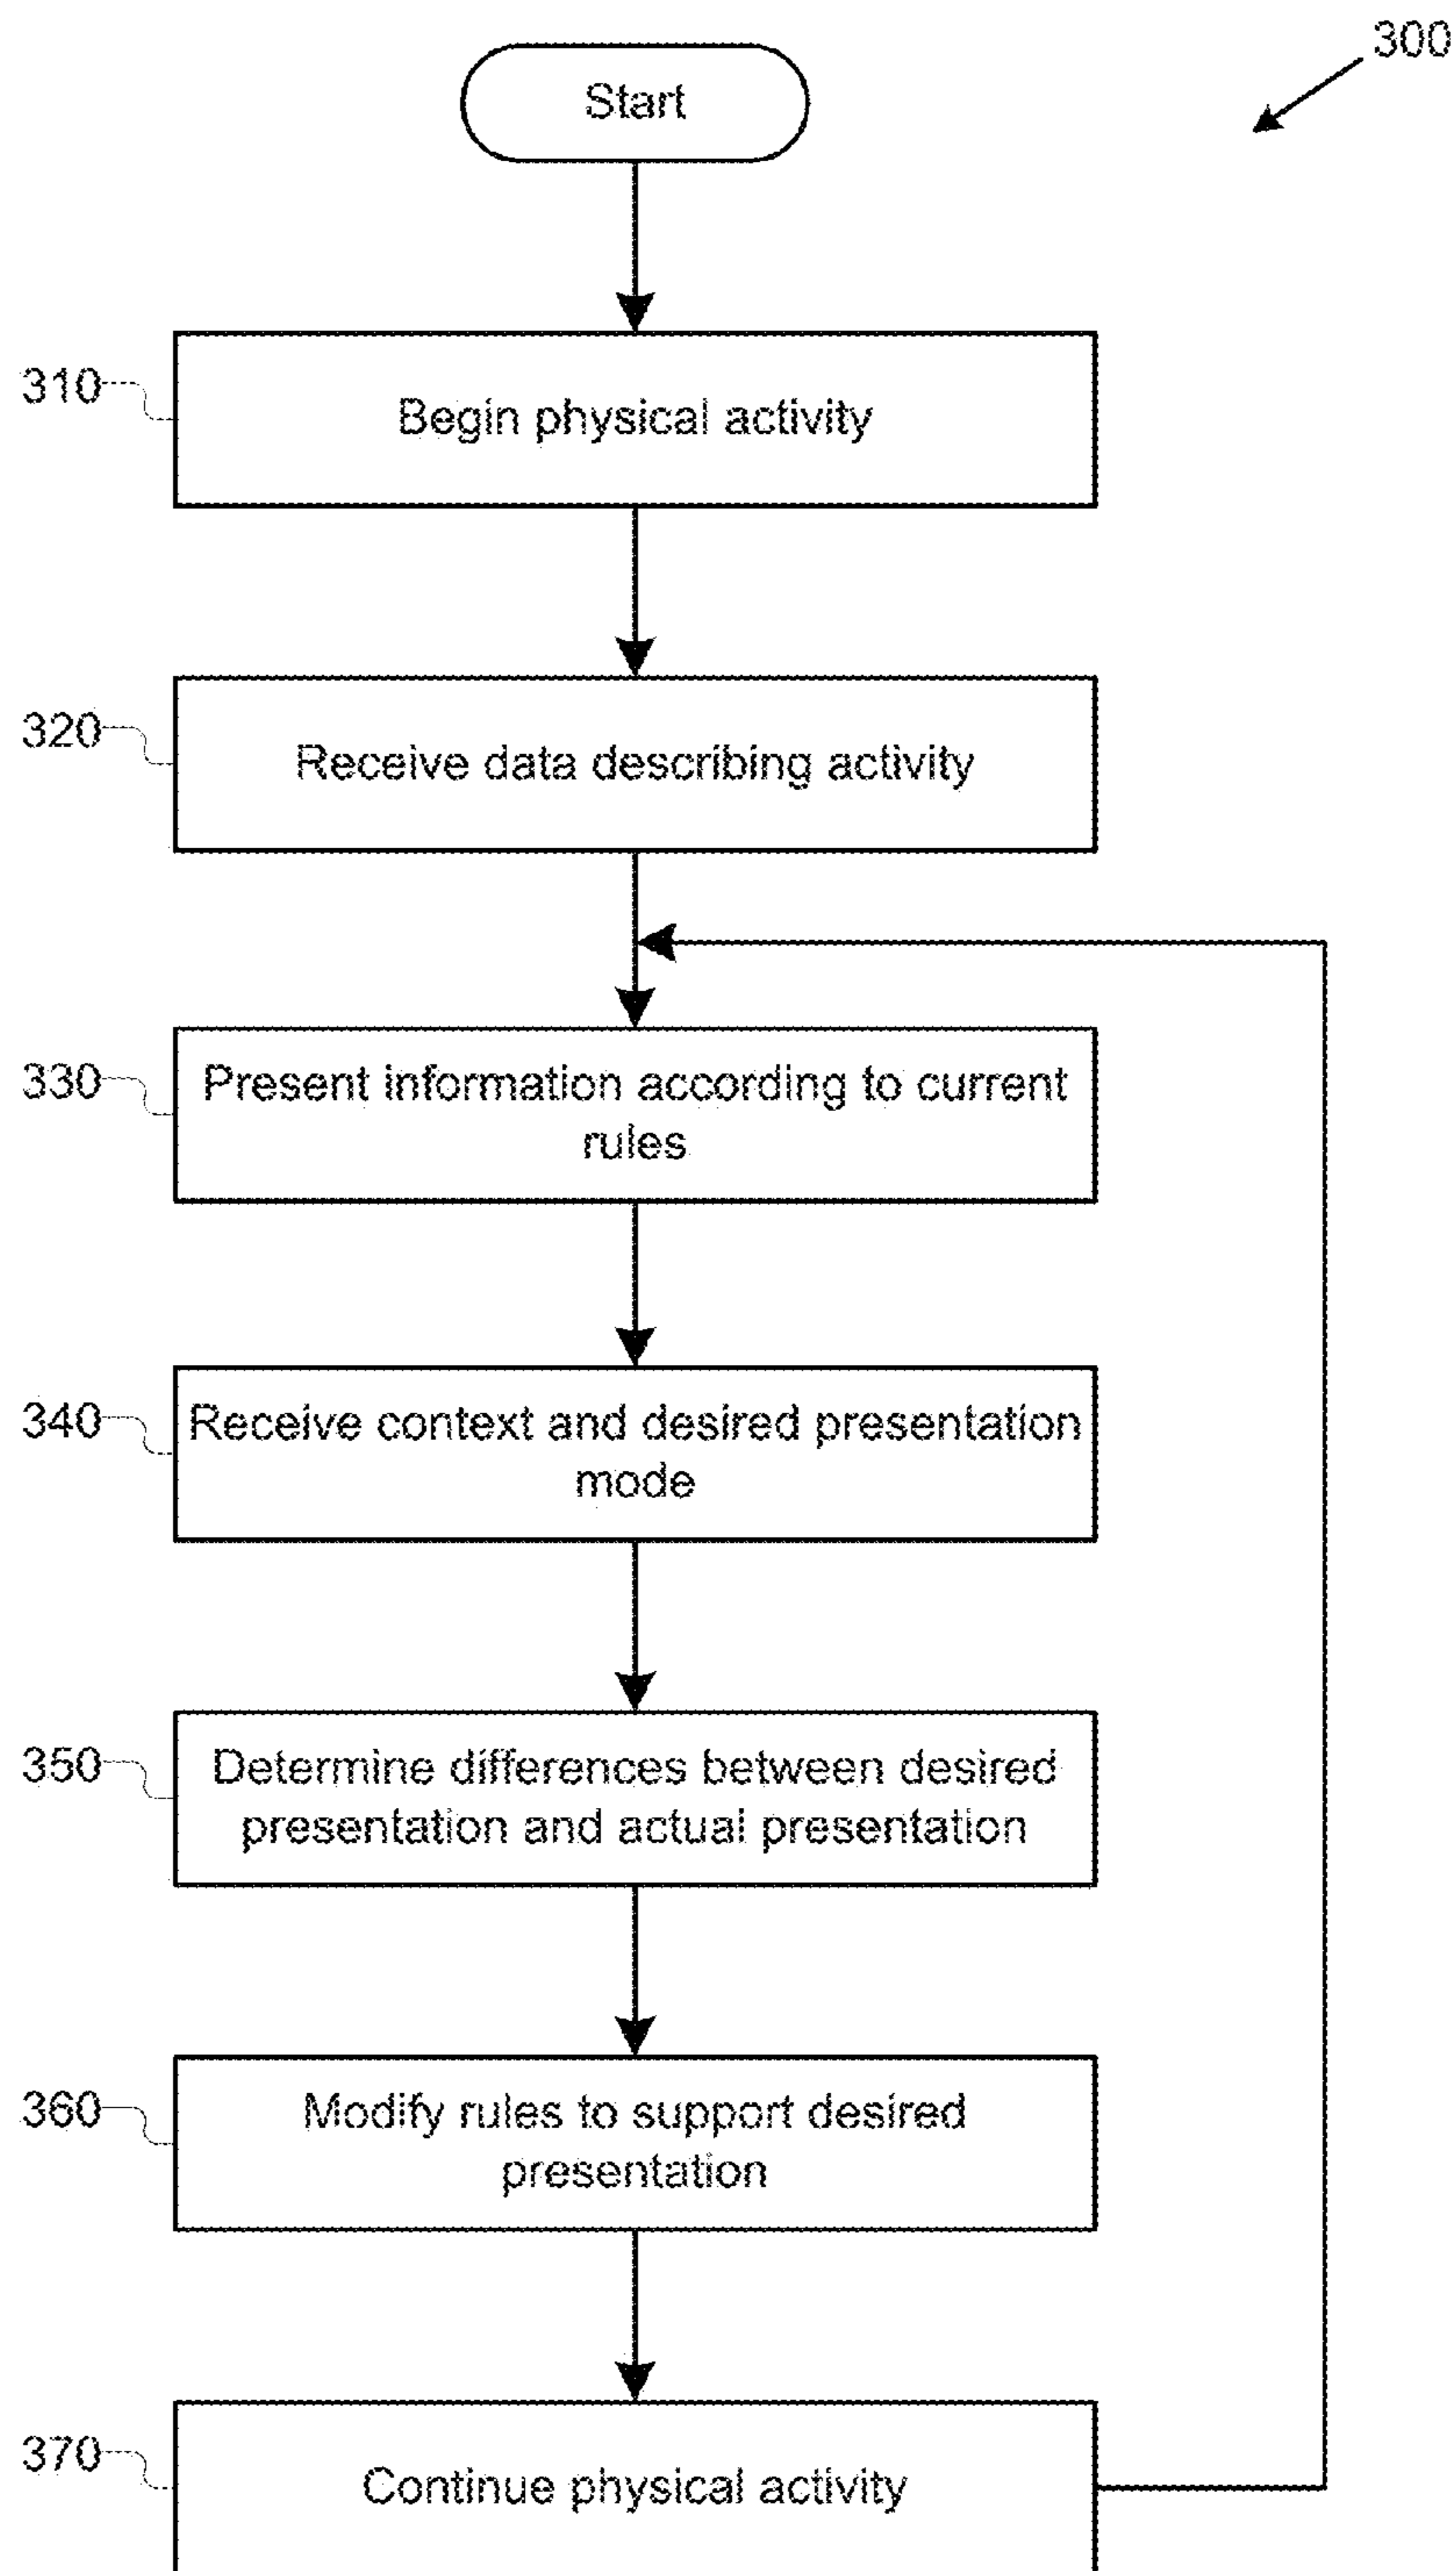 300
Start
310
Begin physical activity
320
Receive data describing activity
330
Present information according to current
rules
340
Receive context and desired presentation
mode
350
Determine differences between desired
presentation and actual presentation
360
Modify rules to support desired
presentation
370
Continue physical activity